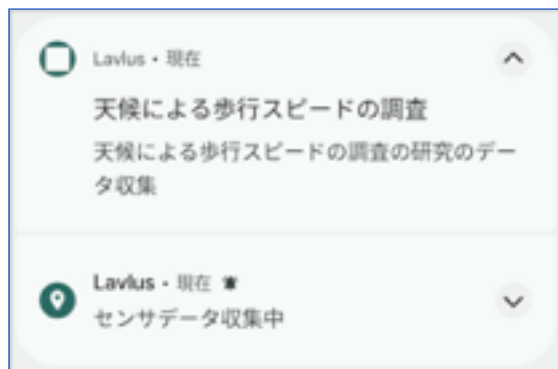 Lavlus • 現在
天候による歩行スピードの調査
天候による歩行スピードの調査の研究のデー
タ収集
Lavlus • 現在
センサデータ収集中